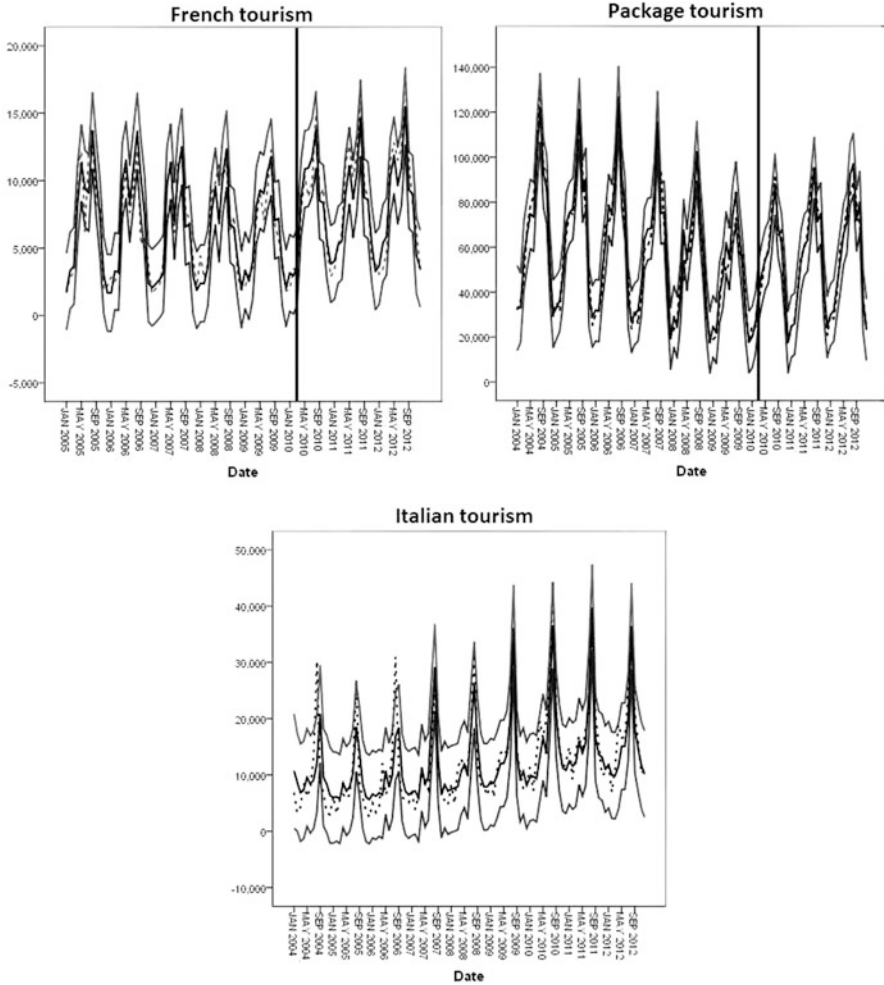 French tourism
20,000
15,000
10,000
5,000
0
-5,000
JAN 2005
MAY 2005
SEP 2005
JAN 2006
MAY 2006
SEP 2006
JAN 2007
MAY 2007
SEP 2007
JAN 2008
MAY 2008
SEP 2008
JAN 2009
MAY 2009
SEP 2009
JAN 2010
MAY 2010
SEP 2010
JAN 2011
MAY 2011
SEP 2011
JAN 2012
MAY 2012
SEP 2012
Date
Package tourism
140,000
120,000
100,000
80,000
60,000
40,000
20,000
0
JAN 2004
MAY 2004
SEP 2004
JAN 2005
MAY 2005
SEP 2005
JAN 2006
MAY 2006
SEP 2006
JAN 2007
MAY 2007
SEP 2007
JAN 2008
MAY 2008
SEP 2008
JAN 2009
MAY 2009
SEP 2009
JAN 2010
MAY 2010
SEP 2010
JAN 2011
MAY 2011
SEP 2011
JAN 2012
MAY 2012
SEP 2012
Date
Italian tourism
50,000
40,000
30,000
20,000
10,000
0
-10,000
JAN 2004
MAY 2004
SEP 2004
JAN 2005
MAY 2005
SEP 2005
JAN 2006
MAY 2006
SEP 2006
JAN 2007
MAY 2007
SEP 2007
JAN 2008
MAY 2008
SEP 2008
JAN 2009
MAY 2009
SEP 2009
JAN 2010
MAY 2010
SEP 2010
JAN 2011
MAY 2011
SEP 2011
JAN 2012
MAY 2012
SEP 2012
Date